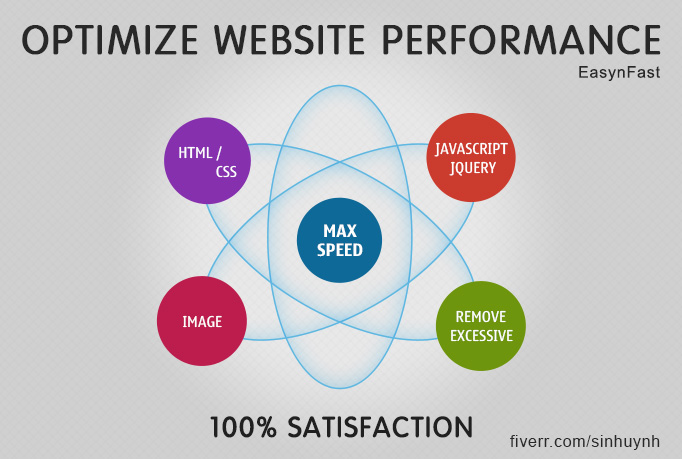 OPTIMIZE WEBSITE PERFORMANCE
EasynFast
HTML /
CSS
JAVASCRIPT
JQUERY
MAX
SPEED
IMAGE
REMOVE
EXCESSIVE
100% SATISFACTION
fiverr.com/sinhuynh